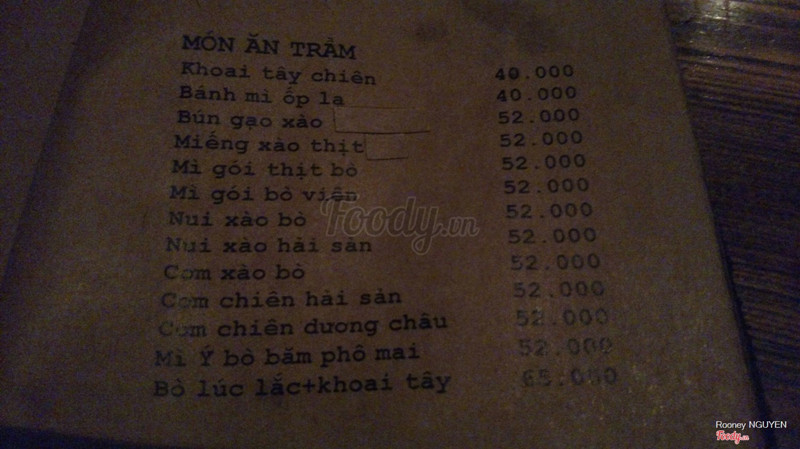 MÓN ĂN TRẦM
Khoai tây chiên 40.000
Bánh mì ốp la 40.000
Bún gạo xào 52.000
Miếng xào thịt 52.000
Mì gói thịt bò 52.000
Mì gói bò viên 52.000
Nui xào bò 52.000
Nui xào hải sản 52.000
Cơm xào bò 52.000
Cơm chiên hải sản 52.000
Cơm chiên dương châu 52.000
Mì Ý bò băm phô mai 52.000
Bò lúc lắc+khoai tây 65.000
Foody.vn
Rooney NGUYEN
Foody.vn